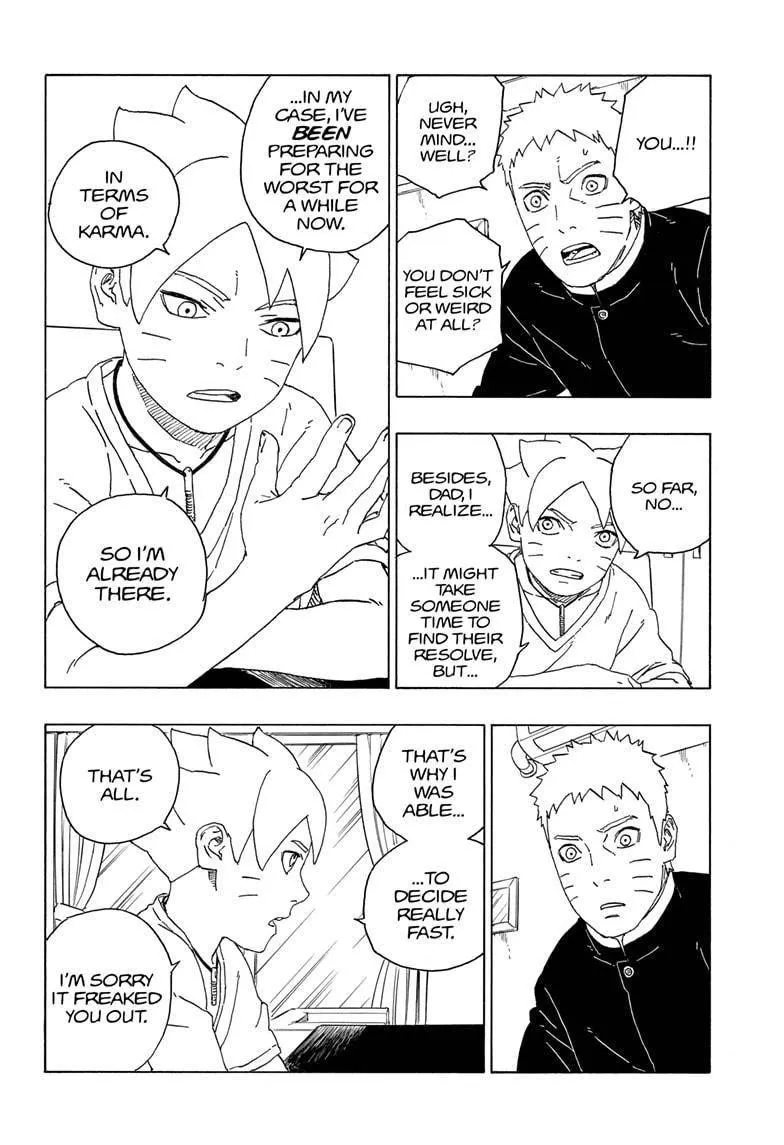 YOU...!!
UGH,
NEVER
MIND...
WELL?
YOU DON'T
FEEL SICK
OR WEIRD
AT ALL?
SO FAR,
NO...
BESIDES,
DAD, I
REALIZE...
...IT MIGHT
TAKE
SOMEONE
TIME TO
FIND THEIR
RESOLVE,
BUT...
...IN MY
CASE, I'VE
BEEN
PREPARING
FOR THE
WORST FOR
A WHILE
NOW.
IN
TERMS
OF
KARMA.
SO I'M
ALREADY
THERE.
THAT'S
WHY I
WAS
ABLE...
...TO
DECIDE
REALLY
FAST.
THAT'S
ALL.
I'M SORRY
IT FREAKED
YOU OUT.